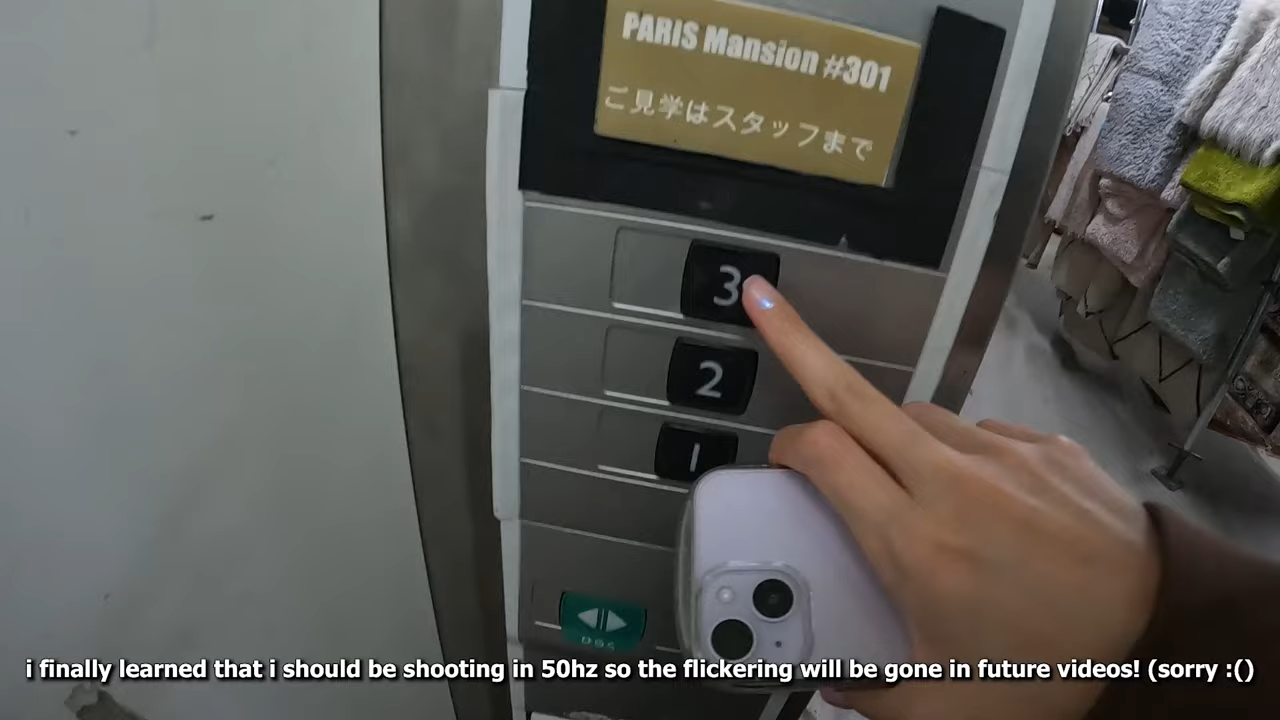 PARIS Mansion #301
ご見学はスタッフまで
3
2
1
i finally learned that i should be shooting in 50hz so the flickering will be gone in future videos! (sorry :()